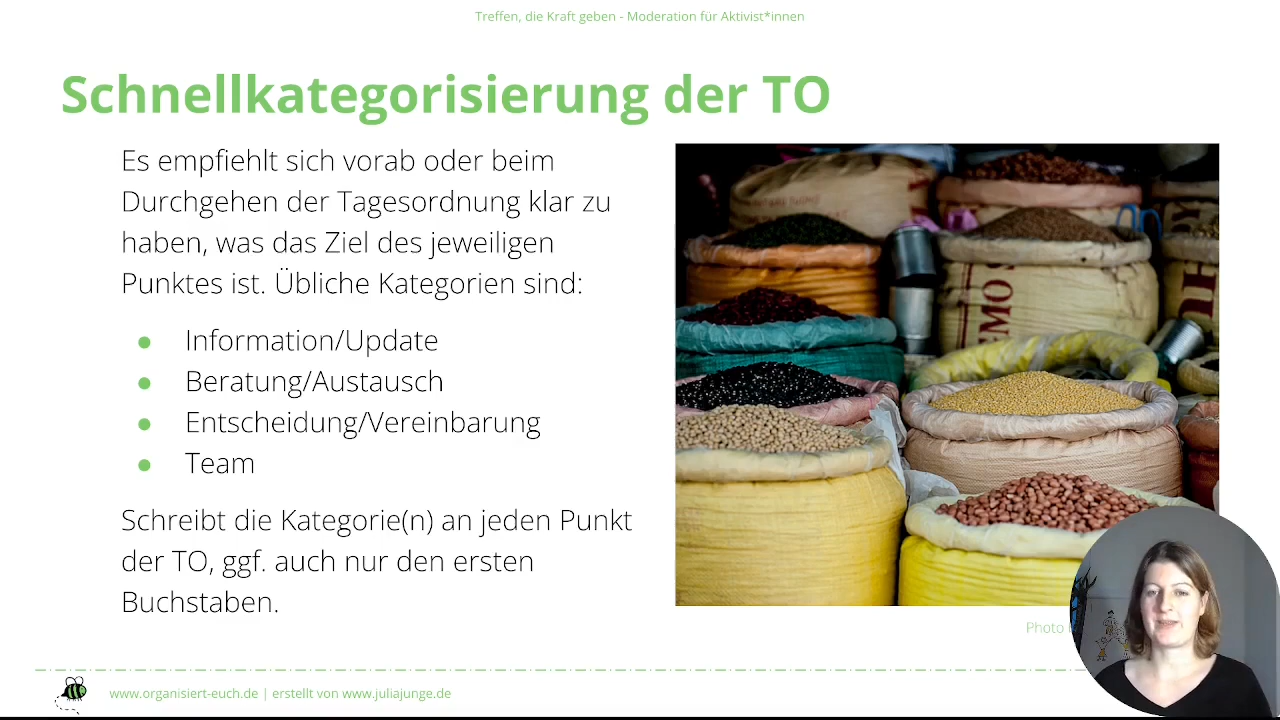 Treffen, die Kraft geben - Moderation für Aktivist*innen
Schnellkategorisierung der TO
Es empfiehlt sich vorab oder beim
Durchgehen der Tagesordnung klar zu
haben, was das Ziel des jeweiligen
Punktes ist. Übliche Kategorien sind:
● Information/Update
● Beratung/Austausch
● Entscheidung/Vereinbarung
● Team
Schreibt die Kategorie(n) an jeden Punkt
der TO, ggf. auch nur den ersten
Buchstaben.
Photo
www.organisiert-euch.de | erstellt von www.juliajunge.de